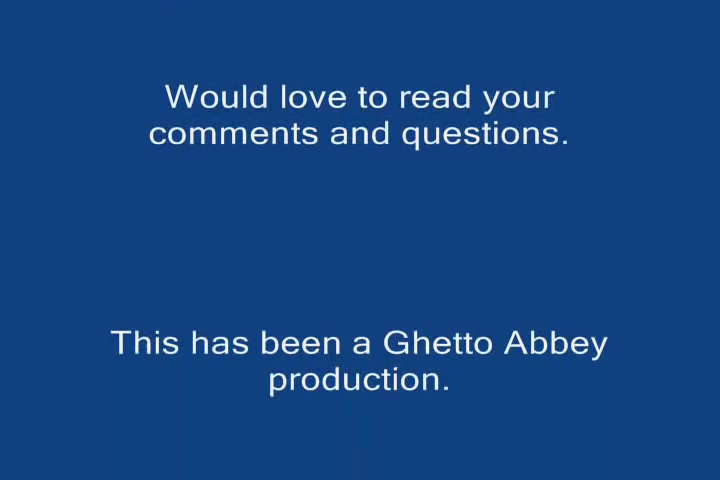 Would love to read your
comments and questions.
This has been a Ghetto Abbey
production.